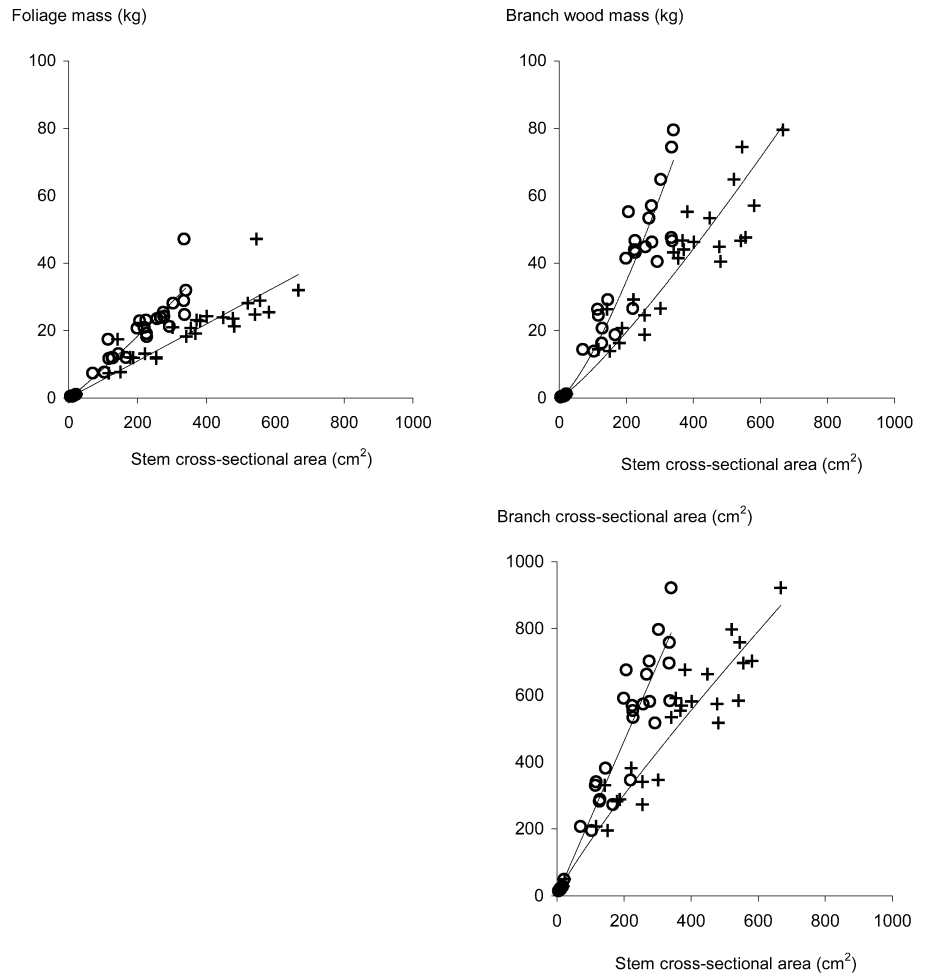 Foliage mass (kg)
100
80
60
40
20
0
0 200 400 600 800 1000
Stem cross-sectional area (cm²)
Branch wood mass (kg)
100
80
60
40
20
0
0 200 400 600 800 1000
Stem cross-sectional area (cm²)
Branch cross-sectional area (cm²)
1000
800
600
400
200
0
0 200 400 600 800 1000
Stem cross-sectional area (cm²)